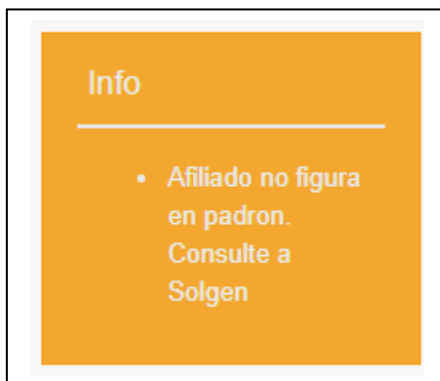 Info
• Afiliado no figura
en padron.
Consulte a
Solgen